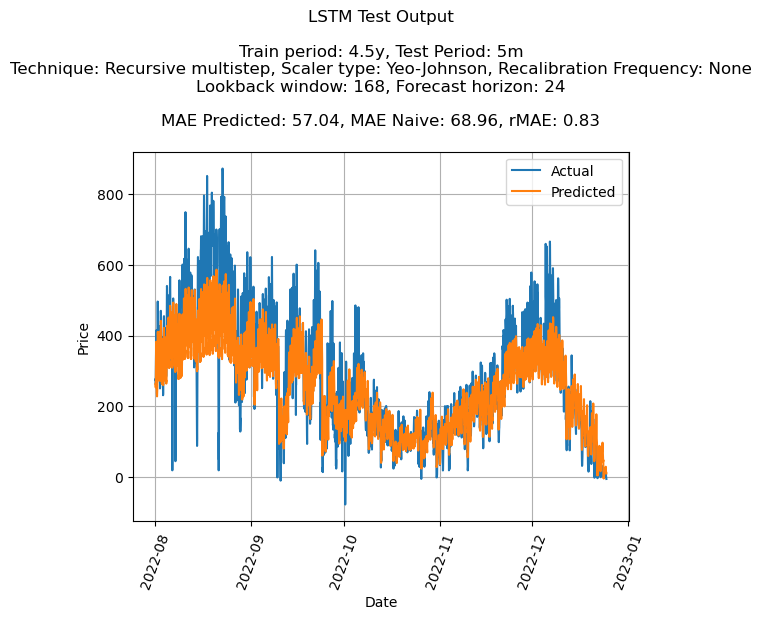 LSTM Test Output
Train period: 4.5y, Test Period: 5m
Technique: Recursive multistep, Scaler type: Yeo-Johnson, Recalibration Frequency: None
Lookback window: 168, Forecast horizon: 24
MAE Predicted: 57.04, MAE Naive: 68.96, rMAE: 0.83
Actual
Predicted
800
600
400
200
0
Price
2022-08
2022-09
2022-10
2022-11
2022-12
2023-01
Date